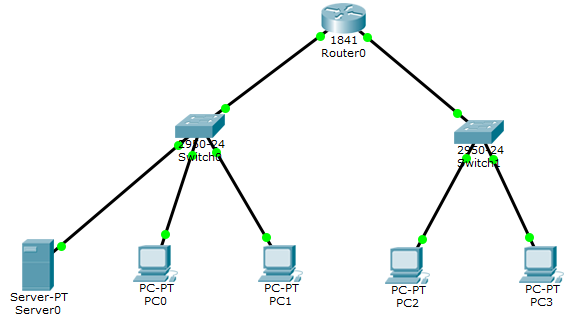 1841
Router0
2950-24
Switch0
2950-24
Switch1
Server-PT
Server0
PC-PT
PC0
PC-PT
PC1
PC-PT
PC2
PC-PT
PC3